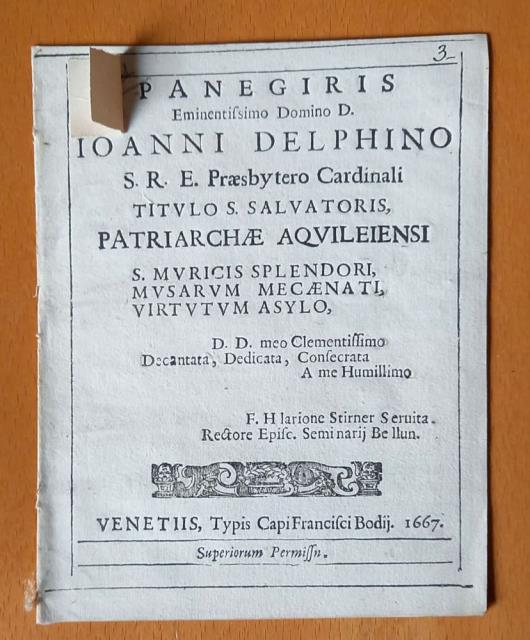 3
PANEGIRIS
Eminentiſsimo Domino D.
IOANNI DELPHINO
S. R. E. Præsbytero Cardinali
TITVLO S. SALVATORIS,
PATRIARCHÆ AQVILEIENSI
S. MVRICIS SPLENDORI,
MVSARVM MECÆNATI,
VIRTVTVM ASYLO,
D. D. meo Clementiſſimo
Decantata, Dedicata, Conſecrata
A me Humillimo
F. Hlarione Stirner Seruita.
Rectore Epiſc. Seminarij Bellun.
VENETIIS, Typis Capi Franciſci Bodij. 1667.
Superiorum Permiſſu.